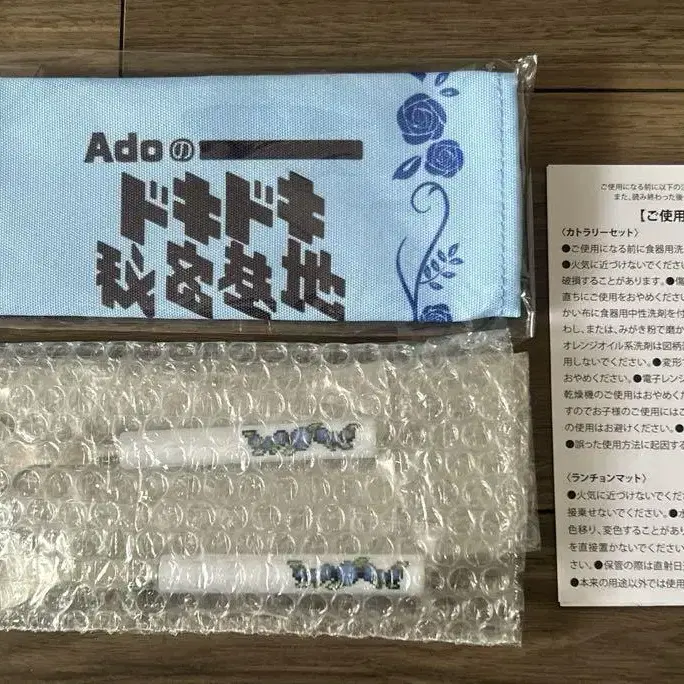 Adoの
ドキドキ
秘密基地
ご使用になる前に以下の
また、読み終わった後
【ご使用
〈カトラリーセット〉
●ご使用になる前に食器用洗
●火気に近づけないでください
破損することがあります。●傷
直ちにご使用をおやめください
かい布に食器用中性洗剤を付
わし、または、みがき粉で磨か
オレンジオイル系洗剤は図柄
用しないでください。●変形
おやめください。●電子レンジ
乾燥機のご使用はおやめくだ
すのでお子様のご使用にはご
の使用はお避けください。●
●誤った使用方法に起因する
〈ランチョンマット〉
●火気に近づけないでくださ
接乗せないでください。●水
色移り、変色することがあり
を直接置かないでください
さい。●保管の際は直射日
●本来の用途以外では使用